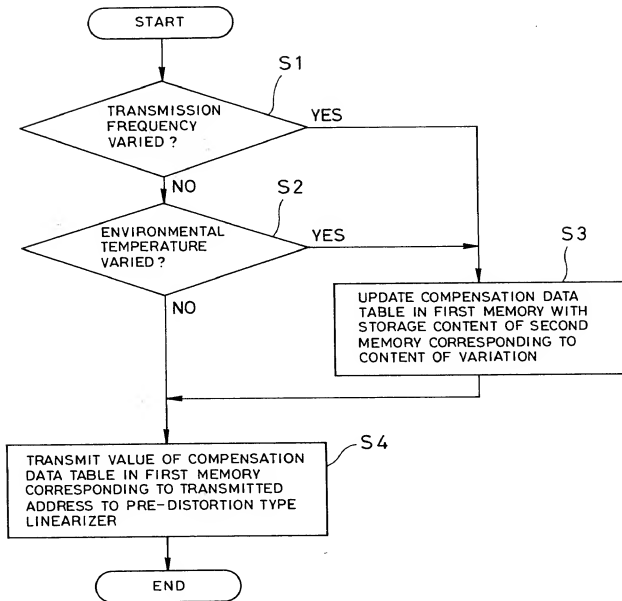 START
S1
TRANSMISSION
FREQUENCY
VARIED ?
YES
NO
S2
ENVIRONMENTAL
TEMPERATURE
VARIED?
YES
NO
S3
UPDATE COMPENSATION DATA
TABLE IN FIRST MEMORY WITH
STORAGE CONTENT OF SECOND
MEMORY CORRESPONDING TO
CONTENT OF VARIATION
S4
TRANSMIT VALUE OF COMPENSATION
DATA TABLE IN FIRST MEMORY
CORRESPONDING TO TRANSMITTED
ADDRESS TO PRE-DISTORTION TYPE
LINEARIZER
END